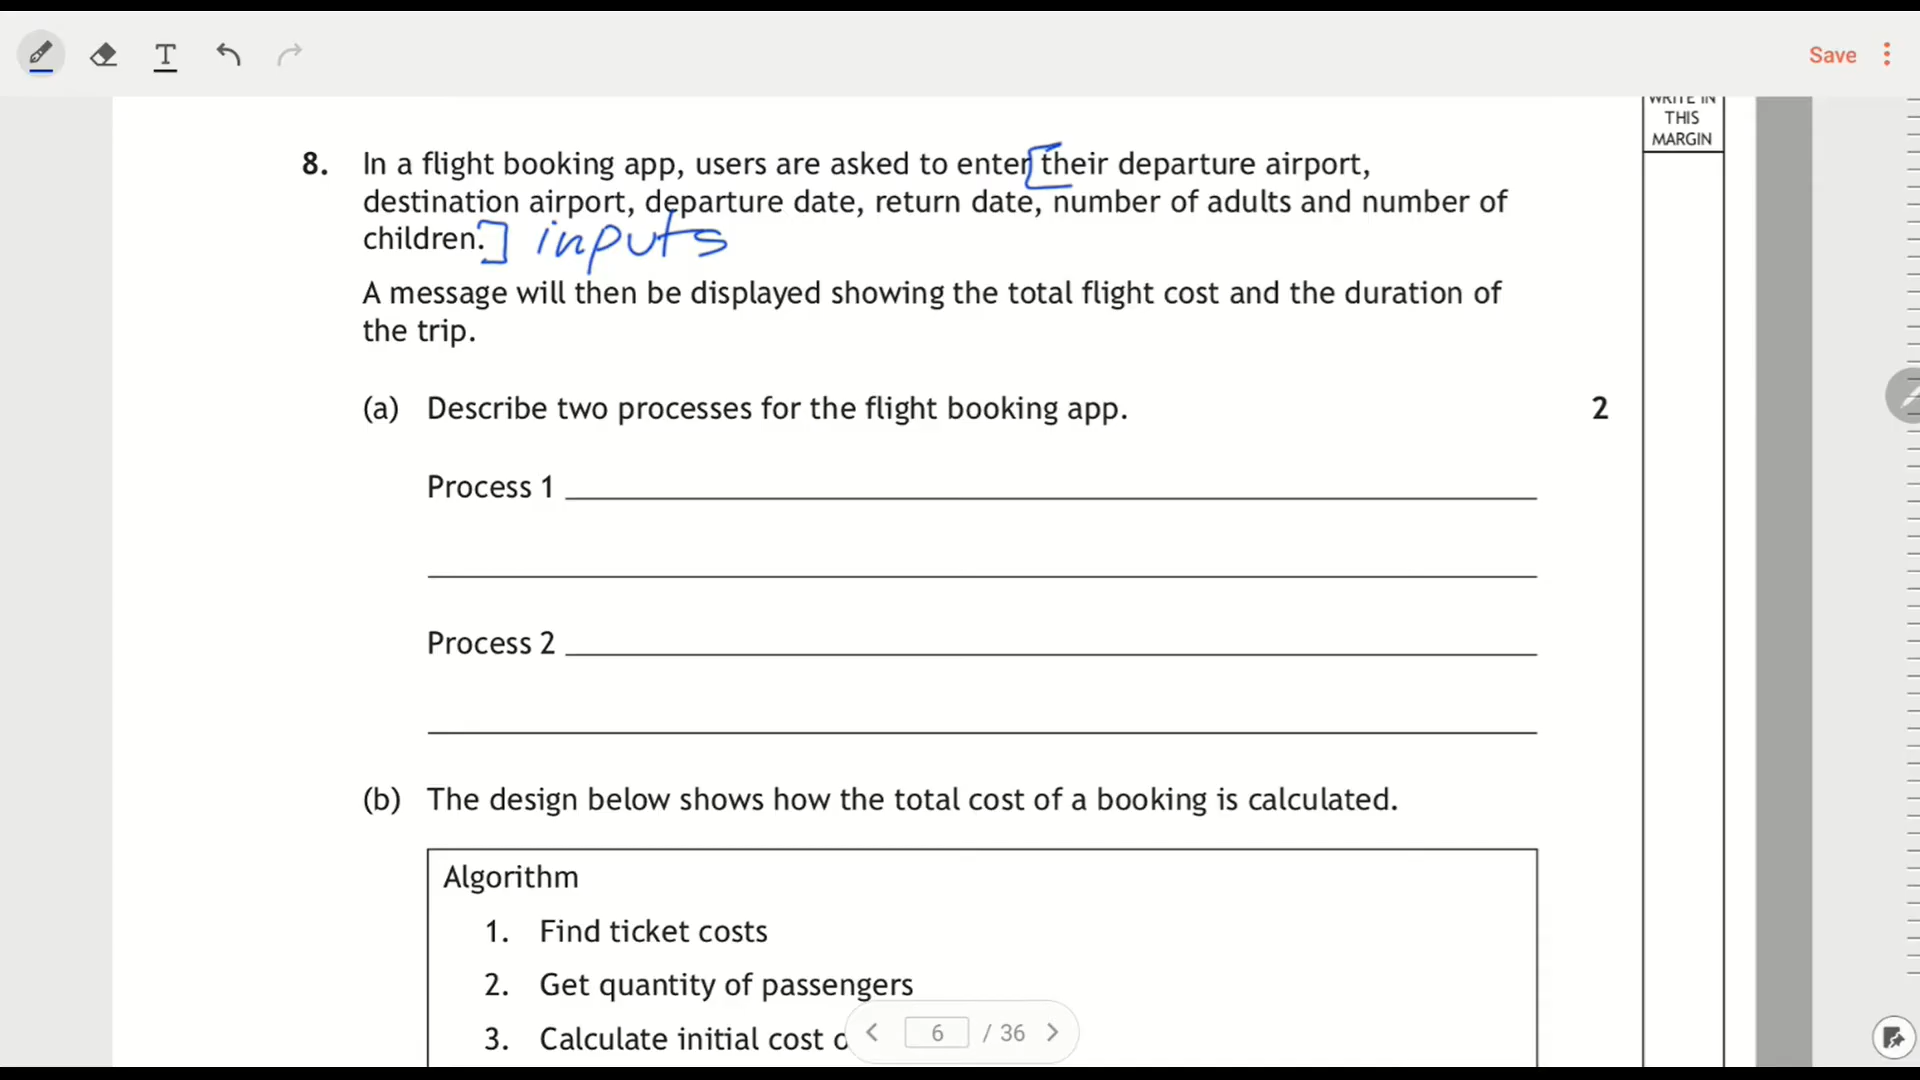 T
Save
WRITE IN
THIS
MARGIN
8. In a flight booking app, users are asked to enter [their departure airport,
destination airport, departure date, return date, number of adults and number of
children.] inputs
A message will then be displayed showing the total flight cost and the duration of
the trip.
(a) Describe two processes for the flight booking app. 2
Process 1
Process 2
(b) The design below shows how the total cost of a booking is calculated.
Algorithm
1. Find ticket costs
2. Get quantity of passengers
3. Calculate initial cost o
6 / 36